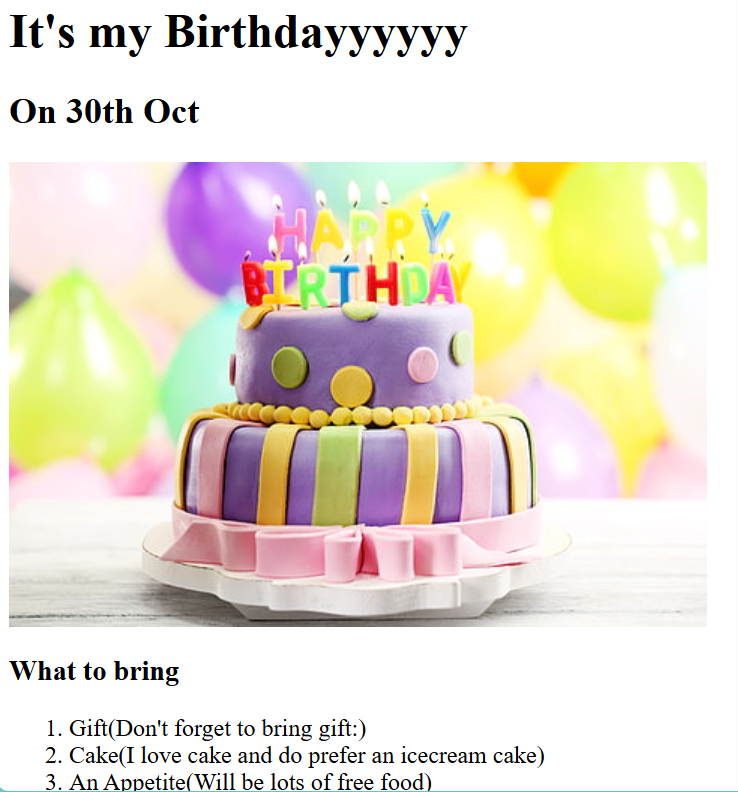 It's my Birthdayyyyyy
On 30th Oct
HAPPY
BIRTHDAY
What to bring
1. Gift(Don't forget to bring gift:)
2. Cake(I love cake and do prefer an icecream cake)
3. An Appetite(Will be lots of free food)